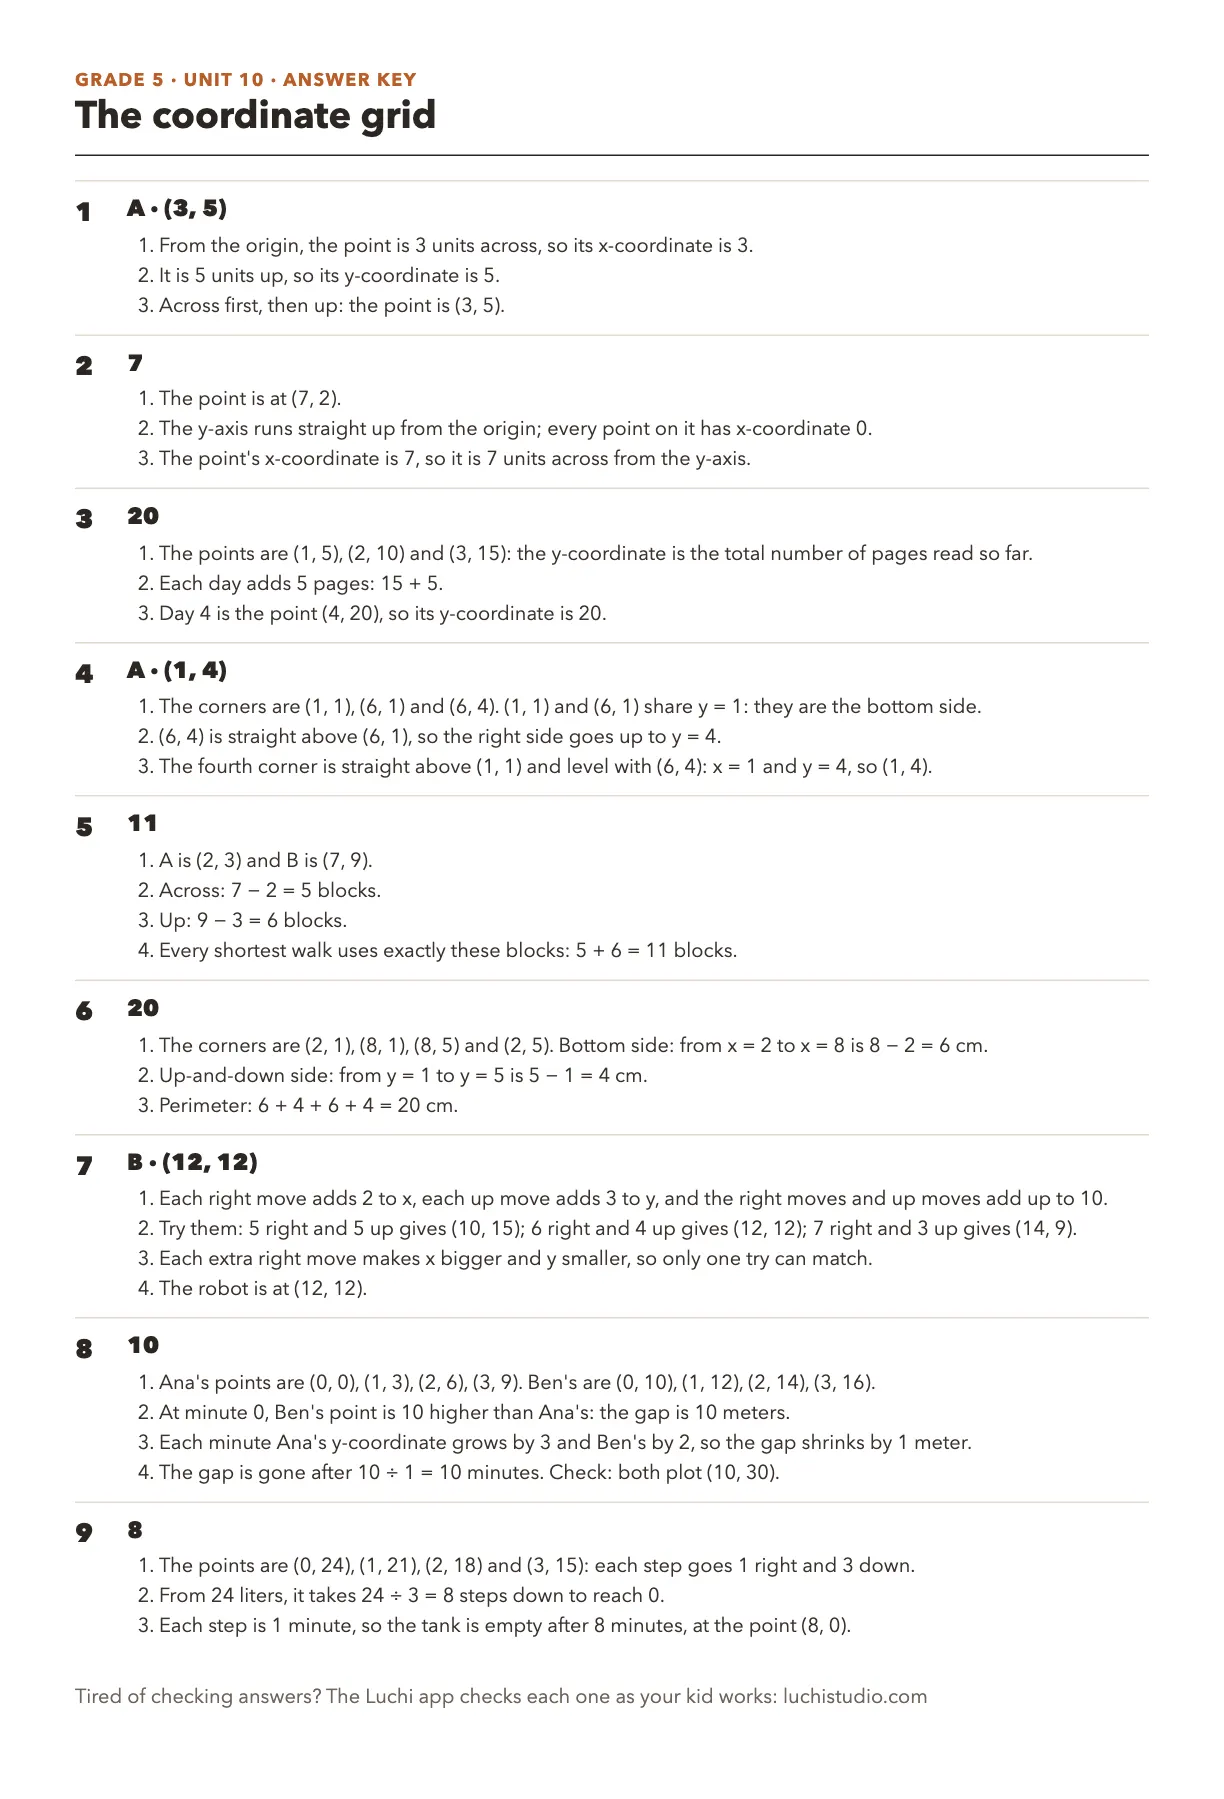 GRADE 5 · UNIT 10 · ANSWER KEY
The coordinate grid
1 A · (3, 5)
1. From the origin, the point is 3 units across, so its x-coordinate is 3.
2. It is 5 units up, so its y-coordinate is 5.
3. Across first, then up: the point is (3, 5).
2 7
1. The point is at (7, 2).
2. The y-axis runs straight up from the origin; every point on it has x-coordinate 0.
3. The point's x-coordinate is 7, so it is 7 units across from the y-axis.
3 20
1. The points are (1, 5), (2, 10) and (3, 15): the y-coordinate is the total number of pages read so far.
2. Each day adds 5 pages: 15 + 5.
3. Day 4 is the point (4, 20), so its y-coordinate is 20.
4 A · (1, 4)
1. The corners are (1, 1), (6, 1) and (6, 4). (1, 1) and (6, 1) share y = 1: they are the bottom side.
2. (6, 4) is straight above (6, 1), so the right side goes up to y = 4.
3. The fourth corner is straight above (1, 1) and level with (6, 4): x = 1 and y = 4, so (1, 4).
5 11
1. A is (2, 3) and B is (7, 9).
2. Across: 7 − 2 = 5 blocks.
3. Up: 9 − 3 = 6 blocks.
4. Every shortest walk uses exactly these blocks: 5 + 6 = 11 blocks.
6 20
1. The corners are (2, 1), (8, 1), (8, 5) and (2, 5). Bottom side: from x = 2 to x = 8 is 8 − 2 = 6 cm.
2. Up-and-down side: from y = 1 to y = 5 is 5 − 1 = 4 cm.
3. Perimeter: 6 + 4 + 6 + 4 = 20 cm.
7 B · (12, 12)
1. Each right move adds 2 to x, each up move adds 3 to y, and the right moves and up moves add up to 10.
2. Try them: 5 right and 5 up gives (10, 15); 6 right and 4 up gives (12, 12); 7 right and 3 up gives (14, 9).
3. Each extra right move makes x bigger and y smaller, so only one try can match.
4. The robot is at (12, 12).
8 10
1. Ana's points are (0, 0), (1, 3), (2, 6), (3, 9). Ben's are (0, 10), (1, 12), (2, 14), (3, 16).
2. At minute 0, Ben's point is 10 higher than Ana's: the gap is 10 meters.
3. Each minute Ana's y-coordinate grows by 3 and Ben's by 2, so the gap shrinks by 1 meter.
4. The gap is gone after 10 ÷ 1 = 10 minutes. Check: both plot (10, 30).
9 8
1. The points are (0, 24), (1, 21), (2, 18) and (3, 15): each step goes 1 right and 3 down.
2. From 24 liters, it takes 24 ÷ 3 = 8 steps down to reach 0.
3. Each step is 1 minute, so the tank is empty after 8 minutes, at the point (8, 0).
Tired of checking answers? The Luchi app checks each one as your kid works: luchistudio.com